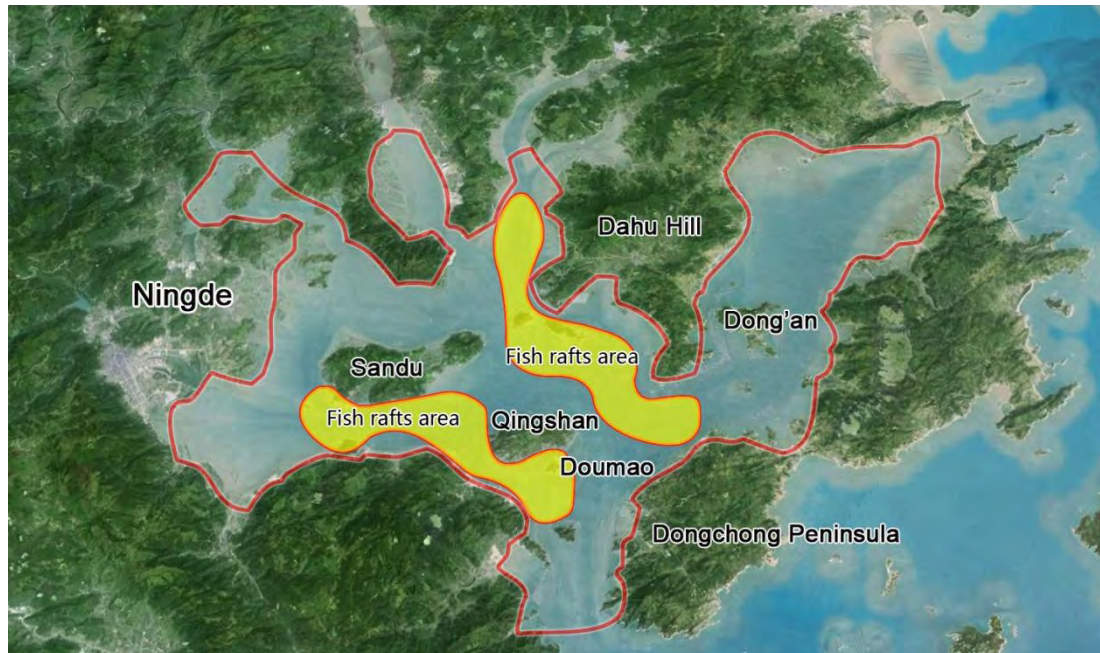 Dahu Hill
Ningde
Dong'an
Fish rafts area
Sandu
Fish rafts area
Qingshan
Doumao
Dongchong Peninsula